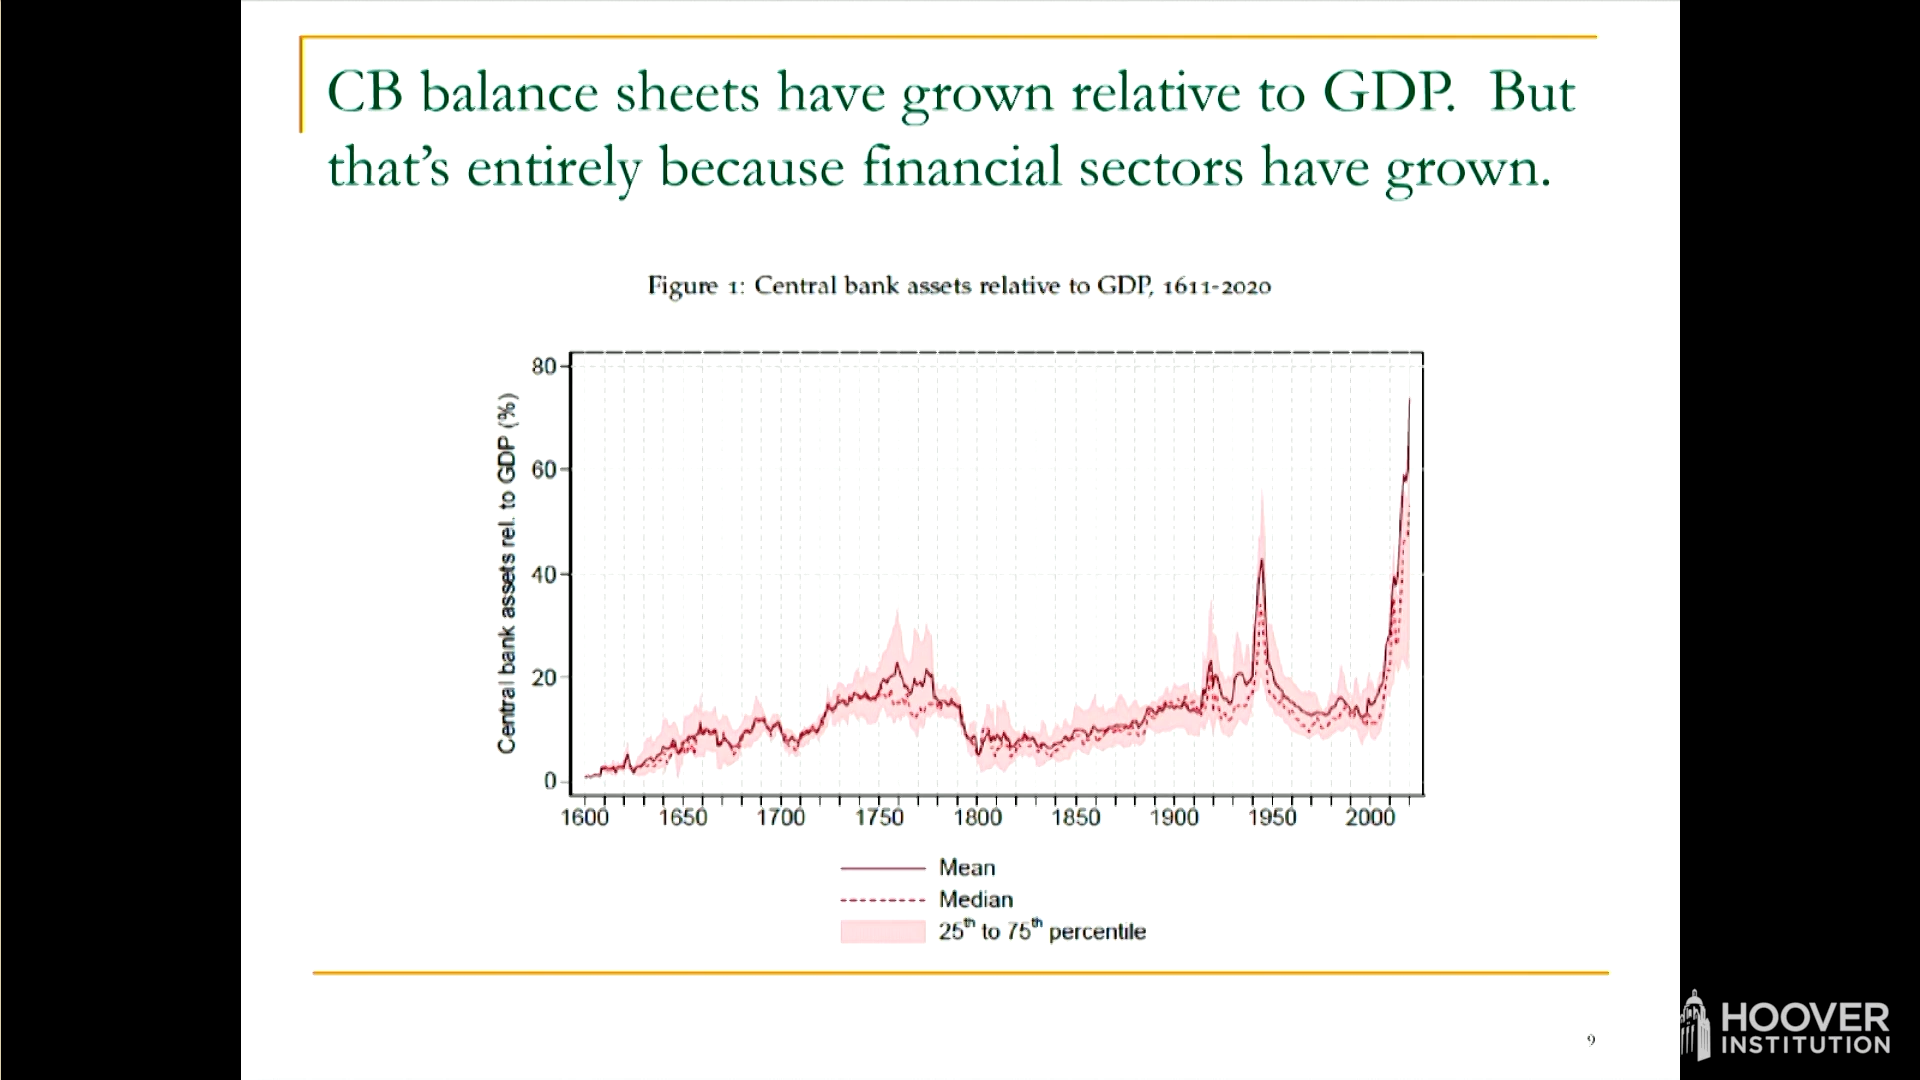 CB balance sheets have grown relative to GDP. But
that's entirely because financial sectors have grown.
Figure 1: Central bank assets relative to GDP, 1611-2020
Central bank assets rel. to GDP (%)
80
60
40
20
0
1600 1650 1700 1750 1800 1850 1900 1950 2000
Mean
Median
25th to 75th percentile
9
HOOVER
INSTITUTION